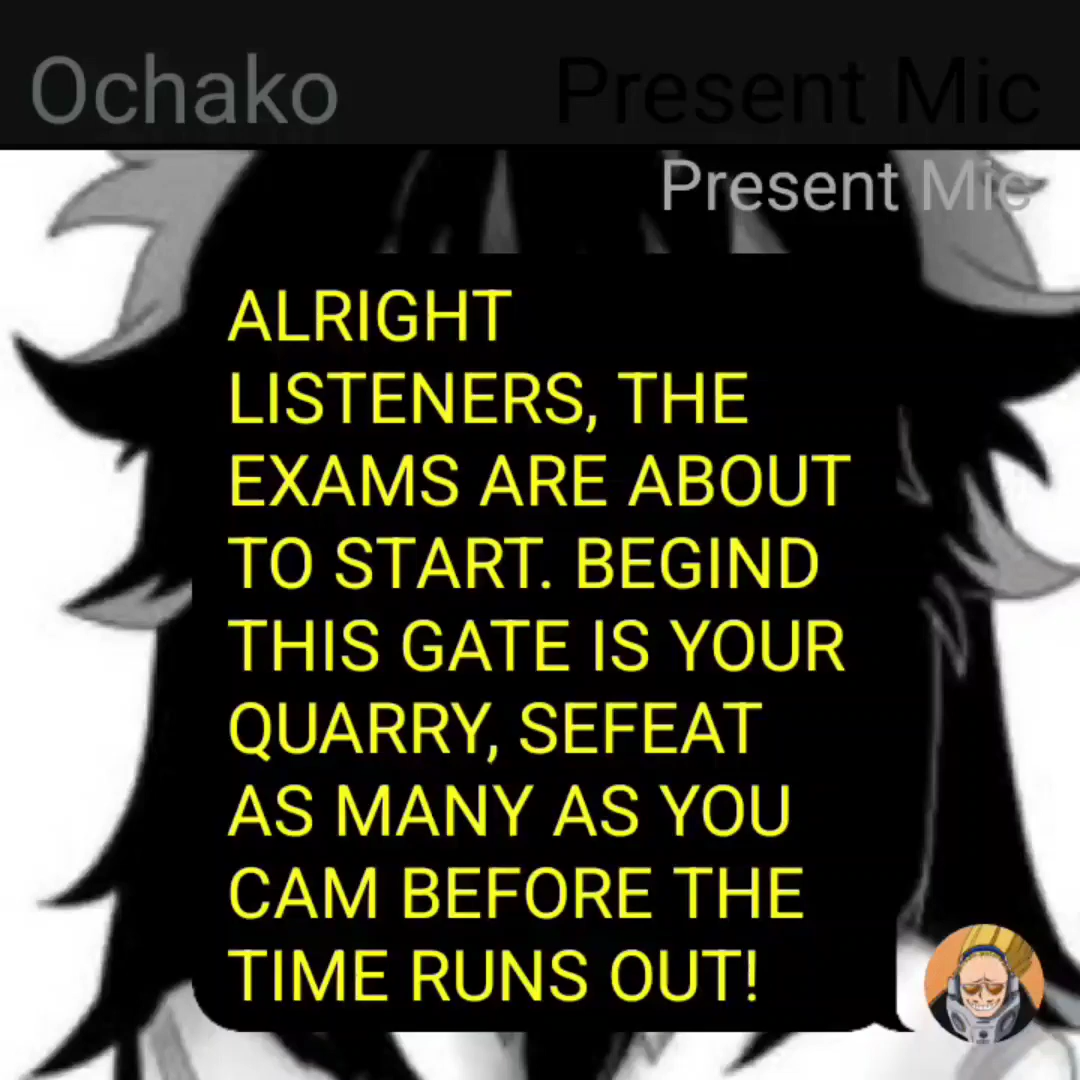 Ochako
Present Mic
Present Mic
ALRIGHT
LISTENERS, THE
EXAMS ARE ABOUT
TO START. BEGIND
THIS GATE IS YOUR
QUARRY, SEFEAT
AS MANY AS YOU
CAM BEFORE THE
TIME RUNS OUT!